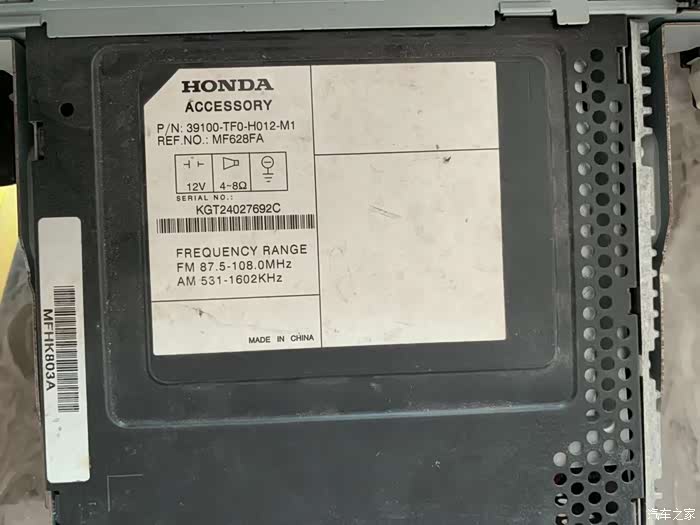 HONDA
ACCESSORY
P/N: 39100-TF0-H012-M1
REF.NO.: MF628FA
12V 4~8Ω
SERIAL NO.:
KGT24027692C
FREQUENCY RANGE
FM 87.5-108.0MHz
AM 531-1602KHz
MADE IN CHINA
MFHK803A
汽车之家